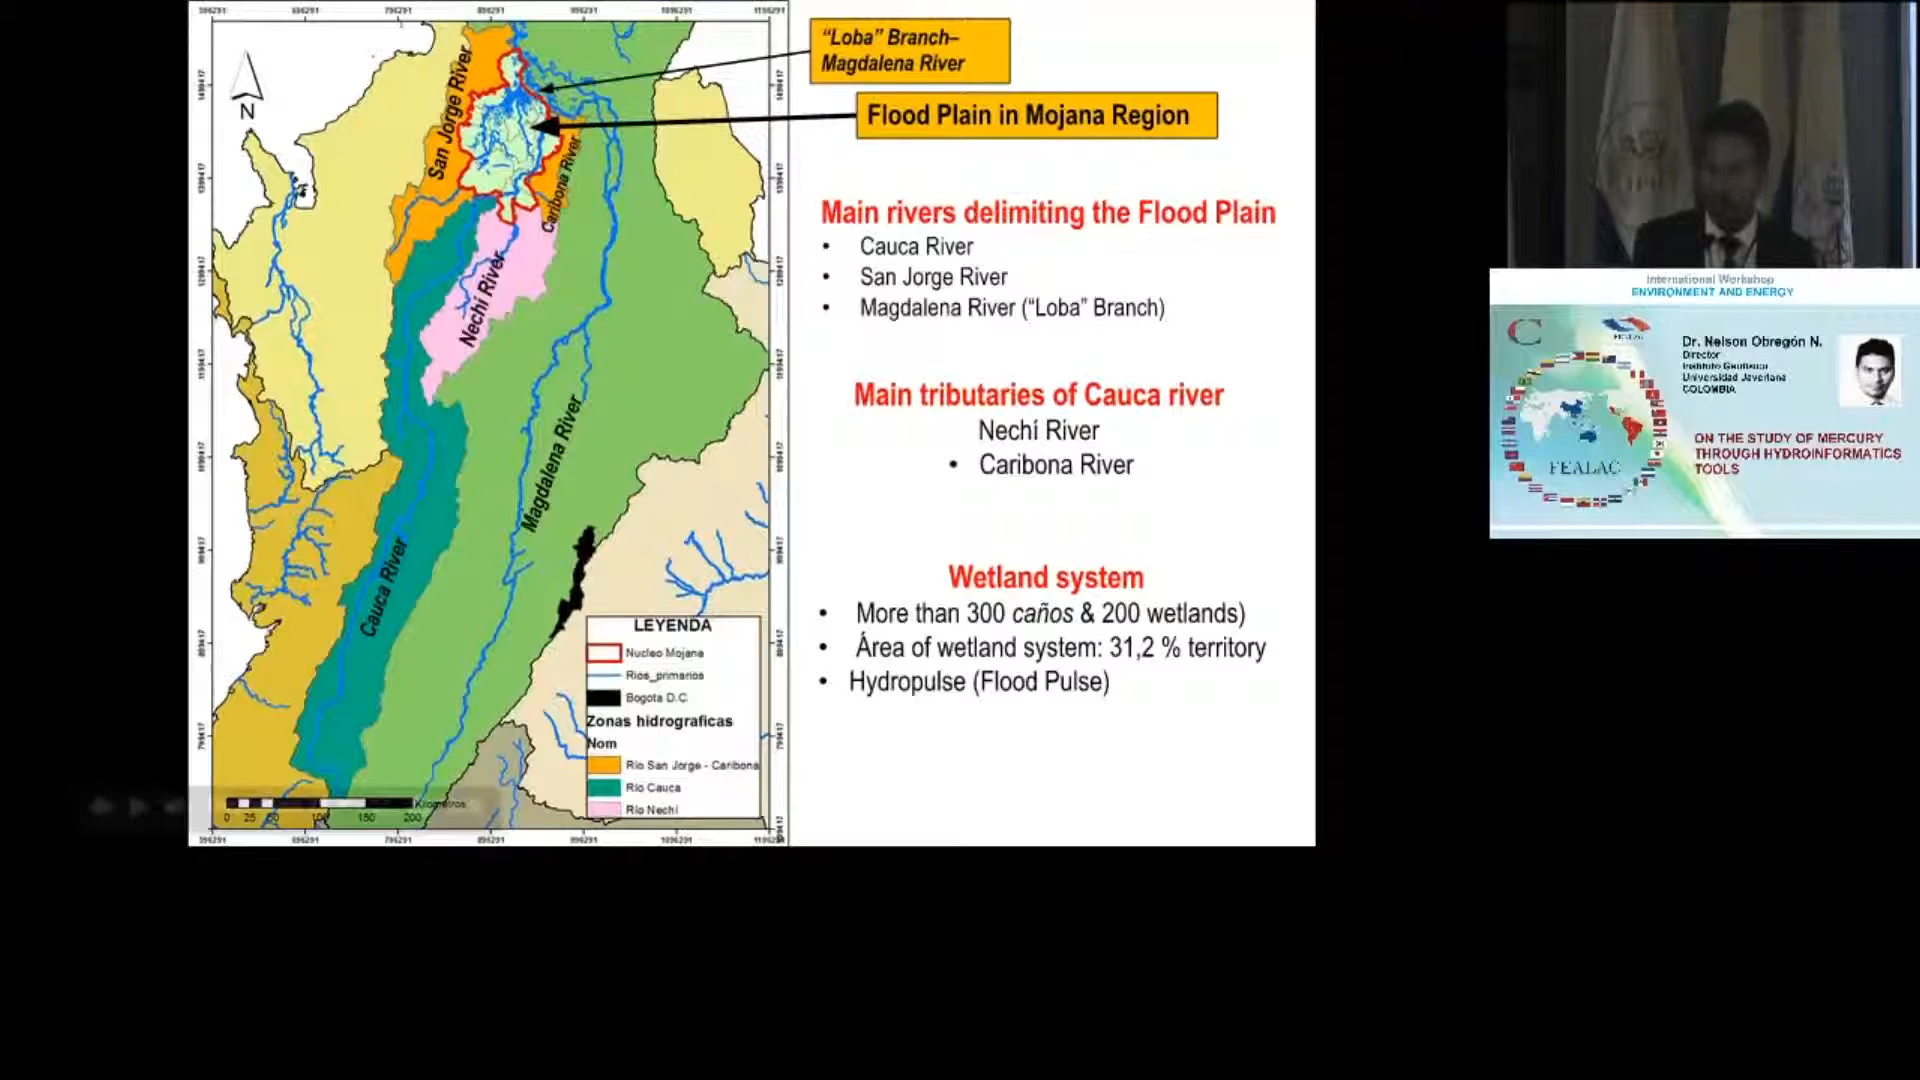 "Loba" Branch–
Magdalena River
Flood Plain in Mojana Region
Main rivers delimiting the Flood Plain
• Cauca River
• San Jorge River
• Magdalena River ("Loba" Branch)
Main tributaries of Cauca river
Nechí River
• Caribona River
Wetland system
• More than 300 caños & 200 wetlands)
• Área of wetland system: 31,2 % territory
• Hydropulse (Flood Pulse)
N
San Jorge River
Caribona River
Nechi River
Magdalena River
Cauca River
LEYENDA
Nucleo Mojana
Rios_primarios
Bogota D.C
Zonas hidrograficas
Nom
Río San Jorge - Caribona
Río Cauca
Río Nechí
Kilometros
0 25 50 100 150 200
International Workshop
ENVIRONMENT AND ENERGY
Dr. Nelson Obregón N.
Director
Instituto Geofísico
Universidad Javeriana
COLOMBIA
ON THE STUDY OF MERCURY
THROUGH HYDROINFORMATICS
TOOLS
FEALAC